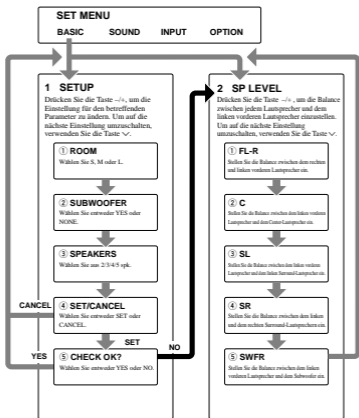 SET MENU
BASIC SOUND INPUT OPTION
1 SETUP
Drücken Sie die Taste –/+, um die
Einstellung für den betreffenden
Parameter zu ändern. Um auf die
nächste Einstellung umzuschalten,
verwenden Sie die Taste ∨.
① ROOM
Wählen Sie S, M oder L.
② SUBWOOFER
Wählen Sie entweder YES oder
NONE.
③ SPEAKERS
Wählen Sie aus 2/3/4/5 spk.
CANCEL
④ SET/CANCEL
Wählen Sie entweder SET oder
CANCEL.
SET
YES
NO
⑤ CHECK OK?
Wählen Sie entweder YES oder NO.
2 SP LEVEL
Drücken Sie die Taste –/+, um die Balance
zwischen jedem Lautsprecher und dem
linken vorderen Lautsprecher einzustellen.
Um auf die nächste Einstellung
umzuschalten, verwenden Sie die Taste ∨.
① FL-R
Stellen Sie die Balance zwischen dem rechten
und linken vorderen Lautsprecher ein.
② C
Stellen Sie die Balance zwischen dem linken vorderen
Lautsprecher und dem Center-Lautsprecher ein.
③ SL
Stellen Sie die Balance zwischen dem linken vorderen
Lautsprecher und dem linken Surround-Lautsprecher ein.
④ SR
Stellen Sie die Balance zwischen dem linken
und dem rechten Surround-Lautsprechern ein.
⑤ SWFR
Stellen Sie die Balance zwischen dem linken
vorderen Lautsprecher und dem Subwoofer ein.